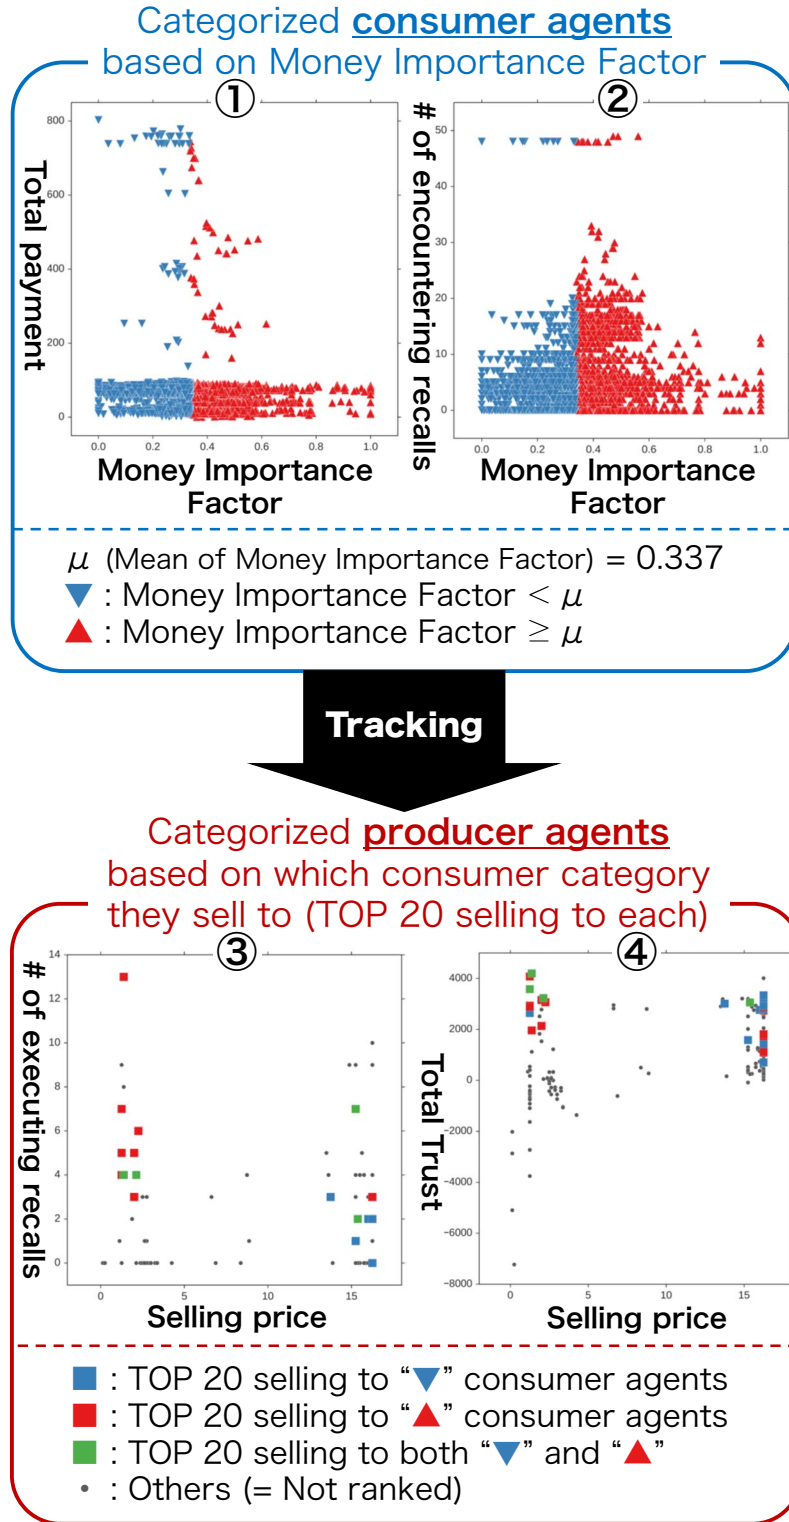 Categorized consumer agents
based on Money Importance Factor
①
②
Total payment
800
600
400
200
0
0.0 0.2 0.4 0.6 0.8 1.0
Money Importance
Factor
# of encountering recalls
50
40
30
20
10
0
0.0 0.2 0.4 0.6 0.8 1.0
Money Importance
Factor
μ (Mean of Money Importance Factor) = 0.337
▼ : Money Importance Factor < μ
▲ : Money Importance Factor ≥ μ
Tracking
Categorized producer agents
based on which consumer category
they sell to (TOP 20 selling to each)
③
④
# of executing recalls
14
12
10
8
6
4
2
0
0 5 10 15
Selling price
Total Trust
4000
2000
0
−2000
−4000
−6000
−8000
0 5 10 15
Selling price
■ : TOP 20 selling to “▼” consumer agents
■ : TOP 20 selling to “▲” consumer agents
■ : TOP 20 selling to both “▼” and “▲”
• : Others (= Not ranked)